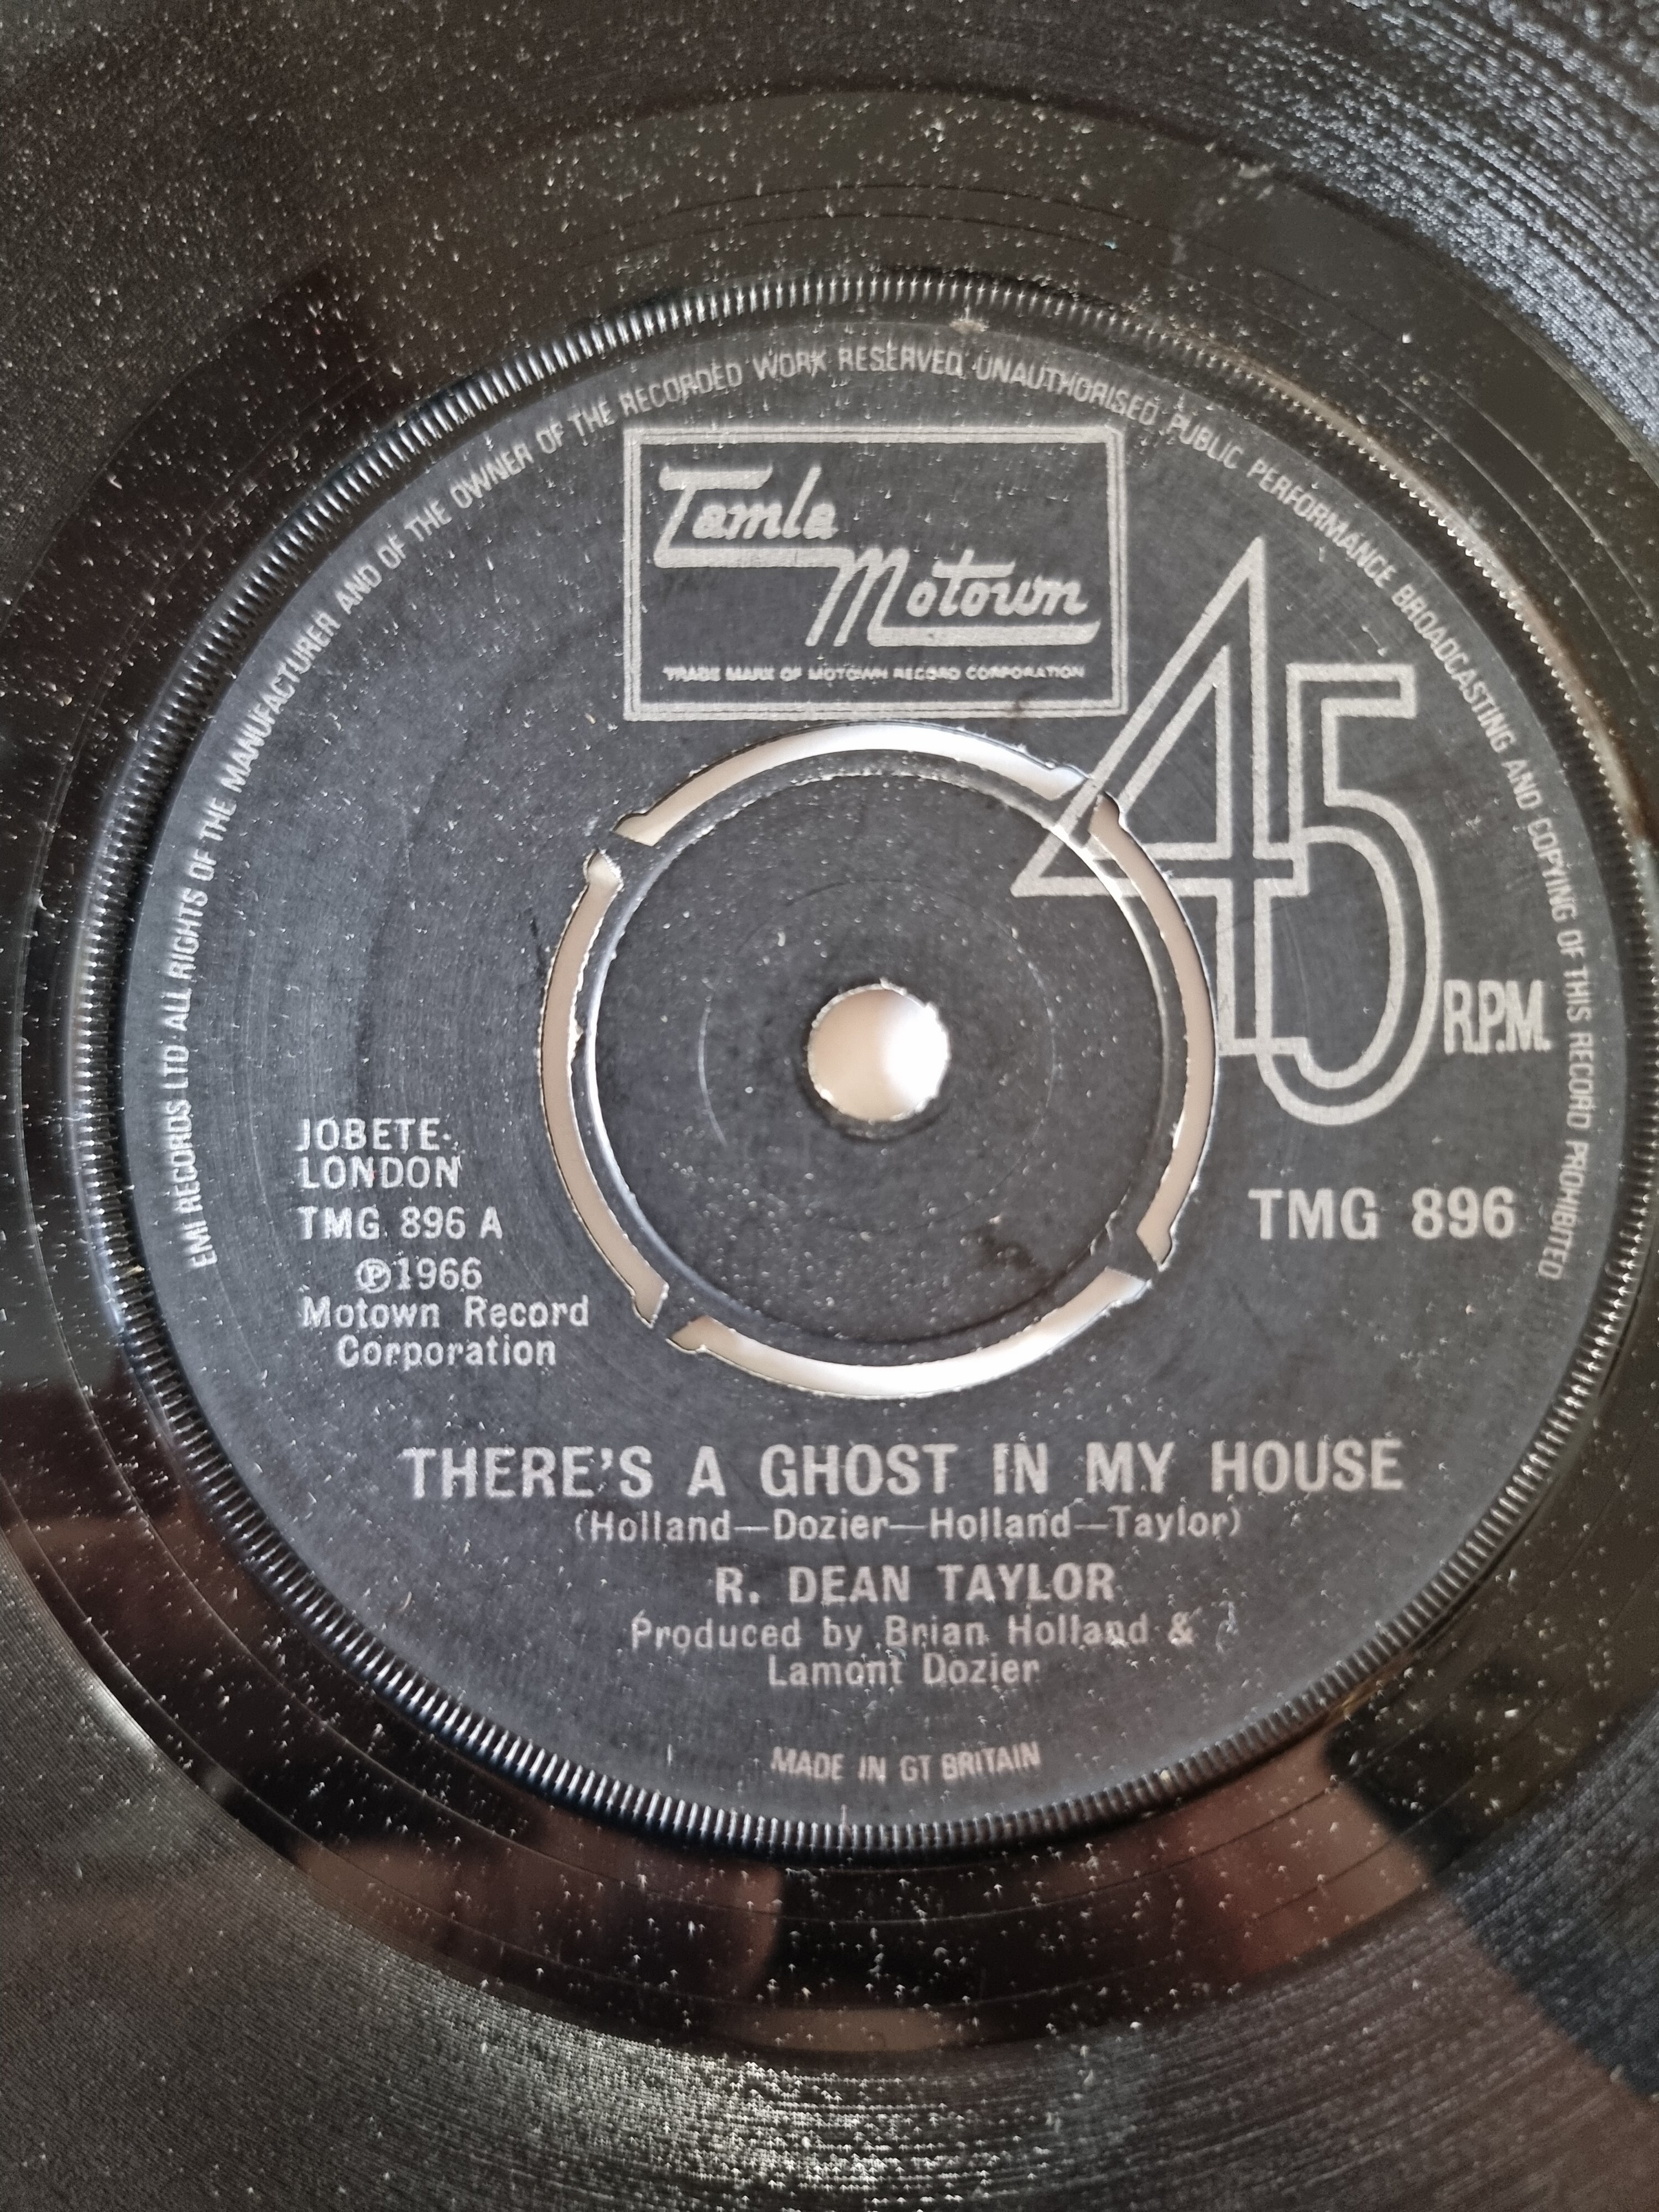 EMI RECORDS LTD ALL RIGHTS OF THE MANUFACTURER AND OF THE OWNER OF THE RECORDED WORK RESERVED. UNAUTHORISED PUBLIC PERFORMANCE BROADCASTING AND COPYING OF THIS RECORD PROHIBITED
Tamla
Motown
TRADE MARK OF MOTOWN RECORD CORPORATION
45
R.P.M.
JOBETE-
LONDON
TMG 896 A
℗1966
Motown Record
Corporation
TMG 896
THERE'S A GHOST IN MY HOUSE
(Holland—Dozier—Holland—Taylor)
R. DEAN TAYLOR
Produced by Brian Holland &
Lamont Dozier
MADE IN GT BRITAIN